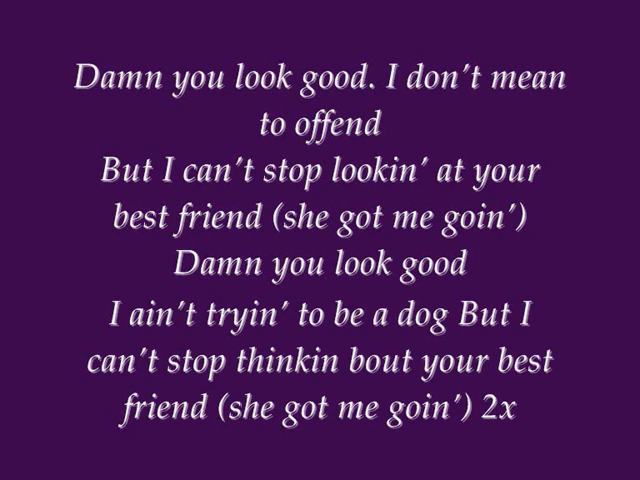 Damn you look good. I don't mean
to offend
But I can't stop lookin' at your
best friend (she got me goin')
Damn you look good
I ain't tryin' to be a dog But I
can't stop thinkin bout your best
friend (she got me goin') 2x